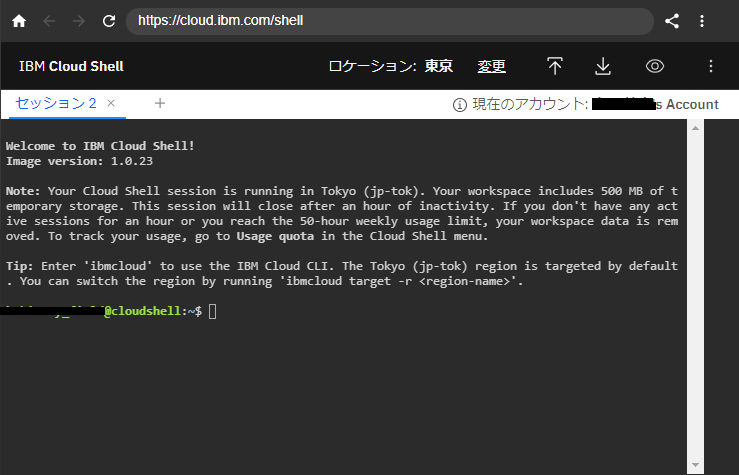 https://cloud.ibm.com/shell
IBM Cloud Shell ロケーション: 東京 変更
セッション 2 × + 現在のアカウント: s Account
Welcome to IBM Cloud Shell!
Image version: 1.0.23
Note: Your Cloud Shell session is running in Tokyo (jp-tok). Your workspace includes 500 MB of t
emporary storage. This session will close after an hour of inactivity. If you don't have any act
ive sessions for an hour or you reach the 50-hour weekly usage limit, your workspace data is rem
oved. To track your usage, go to Usage quota in the Cloud Shell menu.
Tip: Enter 'ibmcloud' to use the IBM Cloud CLI. The Tokyo (jp-tok) region is targeted by default
. You can switch the region by running 'ibmcloud target -r <region-name>'.
@cloudshell:~$